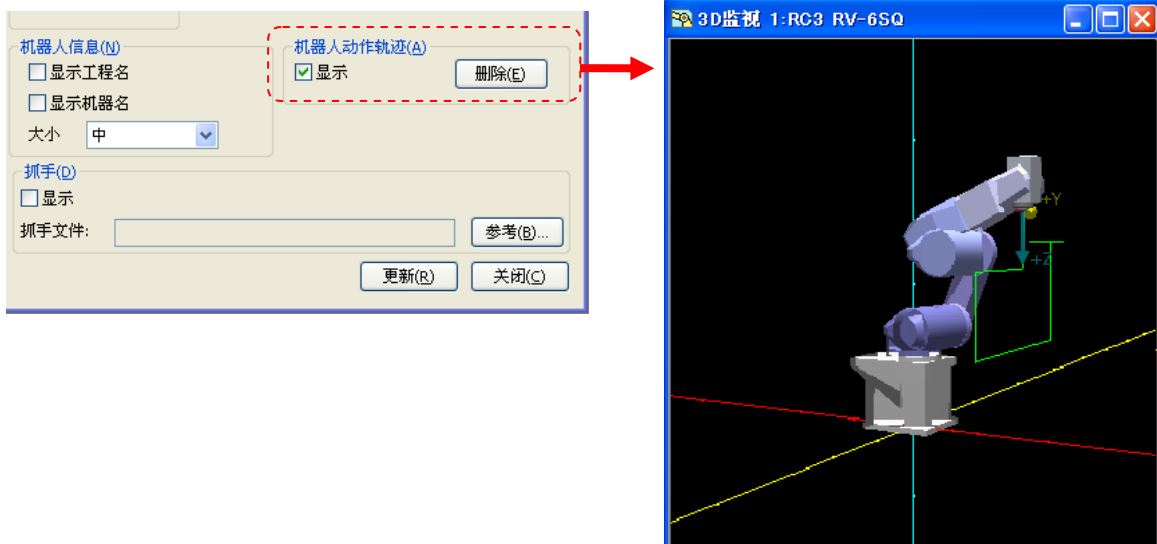 机器人信息(N)
显示工程名
显示机器名
大小 中
机器人动作轨迹(A)
显示 删除(E)
抓手(D)
显示
抓手文件: 参考(B)...
更新(R) 关闭(C)
3D监视 1:RC3 RV-6SQ
+Y
+Z